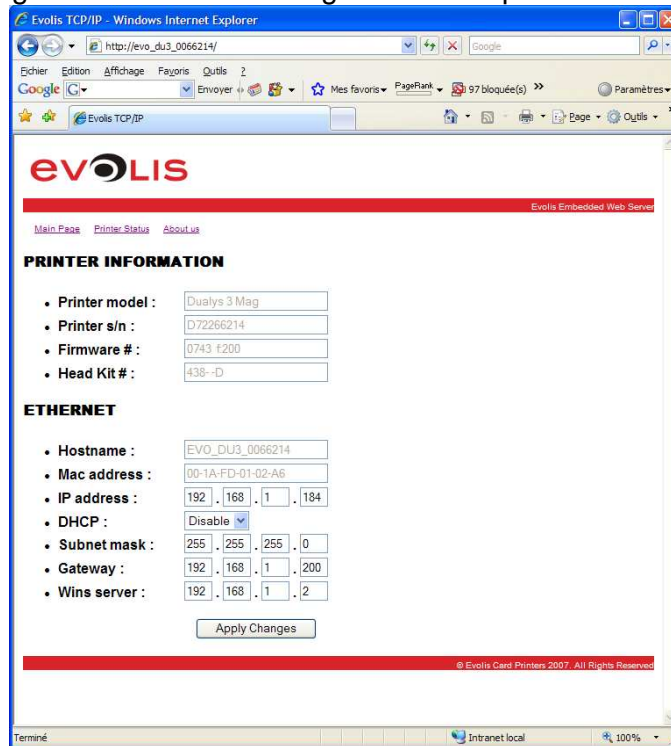 Evolis TCP/IP - Windows Internet Explorer
http://evo_du3_0066214/
Google
Fichier Edition Affichage Favoris Outils ?
Google G Envoyer Mes favoris PageRank 97 bloquée(s) >> Paramètres
Evolis TCP/IP
Page Outils
evolis
Evolis Embedded Web Server
Main Page Printer Status About us
PRINTER INFORMATION
• Printer model : Dualys 3 Mag
• Printer s/n : D72266214
• Firmware # : 0743 f:200
• Head Kit # : 438--D
ETHERNET
• Hostname : EVO_DU3_0066214
• Mac address : 00-1A-FD-01-02-A6
• IP address : 192 . 168 . 1 . 184
• DHCP : Disable
• Subnet mask : 255 . 255 . 255 . 0
• Gateway : 192 . 168 . 1 . 200
• Wins server : 192 . 168 . 1 . 2
Apply Changes
© Evolis Card Printers 2007. All Rights Reserved
Terminé Intranet local 100%